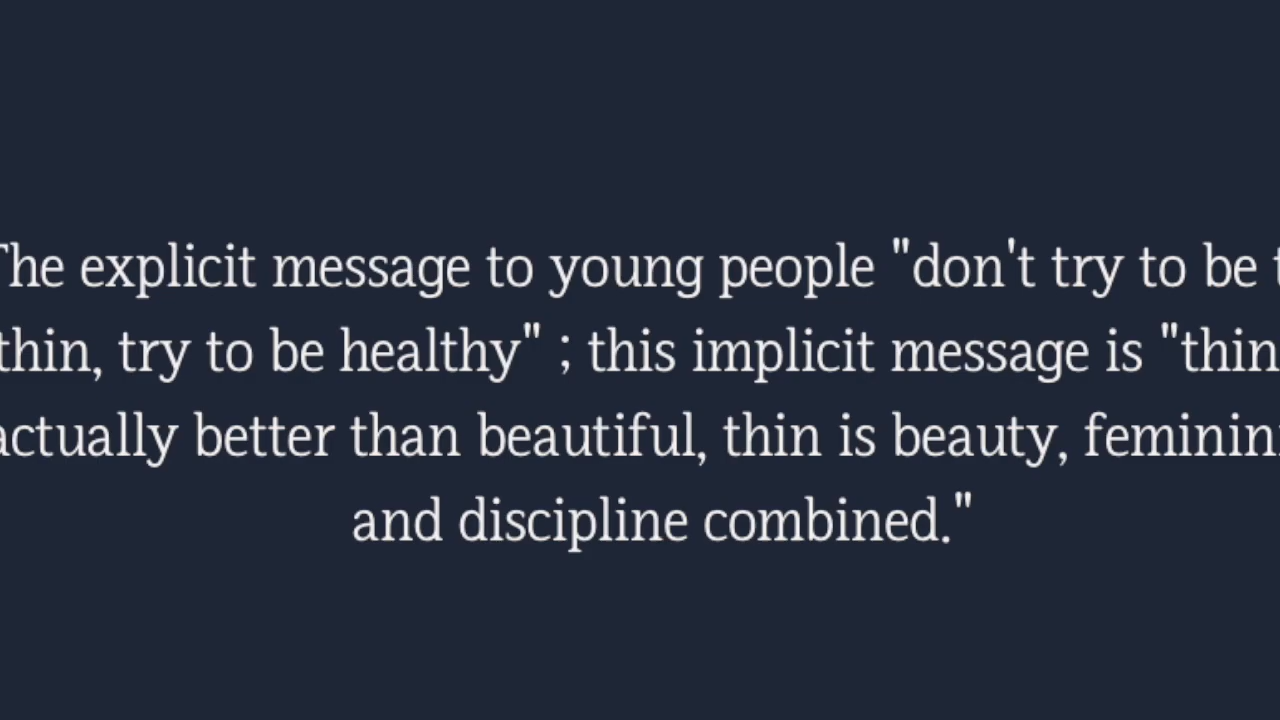 The explicit message to young people "don't try to be
thin, try to be healthy" ; this implicit message is "thin
actually better than beautiful, thin is beauty,
and discipline combined."